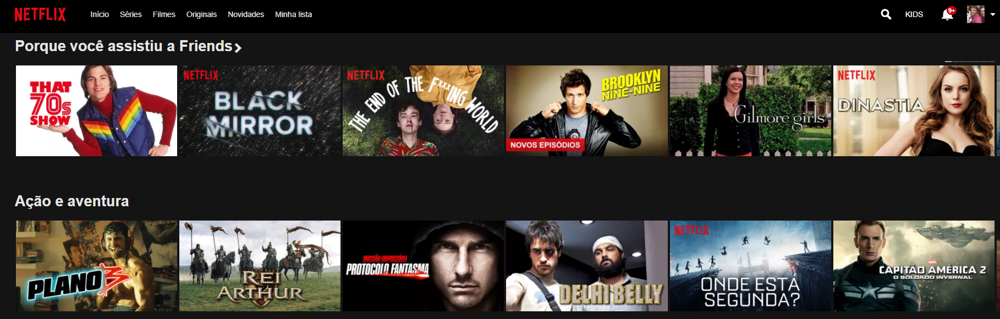 NETFLIX Início Séries Filmes Originais Novidades Minha lista KIDS 9+
Porque você assistiu a Friends
THAT
70s
SHOW
NETFLIX
BLACK
MIRROR
NETFLIX
THE END OF THE F***ING WORLD
BROOKLYN
NINE-NINE
NOVOS EPISÓDIOS
Gilmore girls
NETFLIX
DINASTIA
Ação e aventura
PLANO B
REI
ARTHUR
MISSÃO: IMPOSSÍVEL
PROTOCOLO FANTASMA
DELHI BELLY
NETFLIX
ONDE ESTÁ
SEGUNDA?
MARVEL
CAPITÃO AMÉRICA 2
O SOLDADO INVERNAL